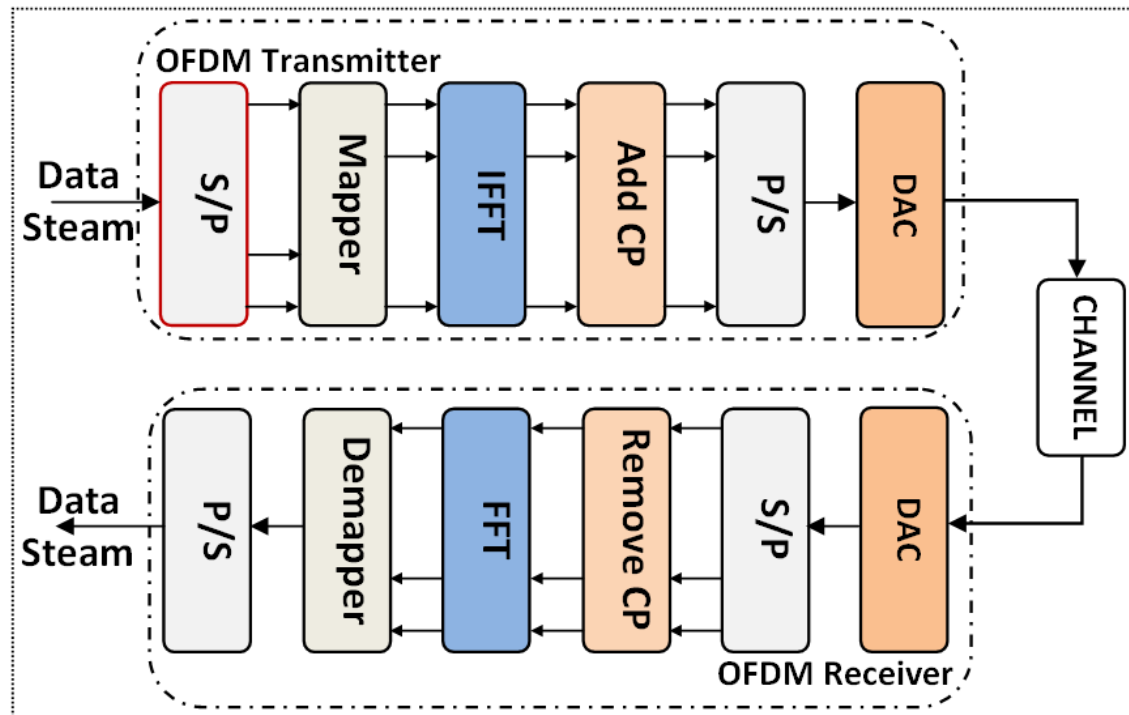 OFDM Transmitter
Data
Steam
S/P
Mapper
IFFT
Add CP
P/S
DAC
CHANNEL
DAC
S/P
Remove CP
FFT
Demapper
P/S
Data
Steam
OFDM Receiver